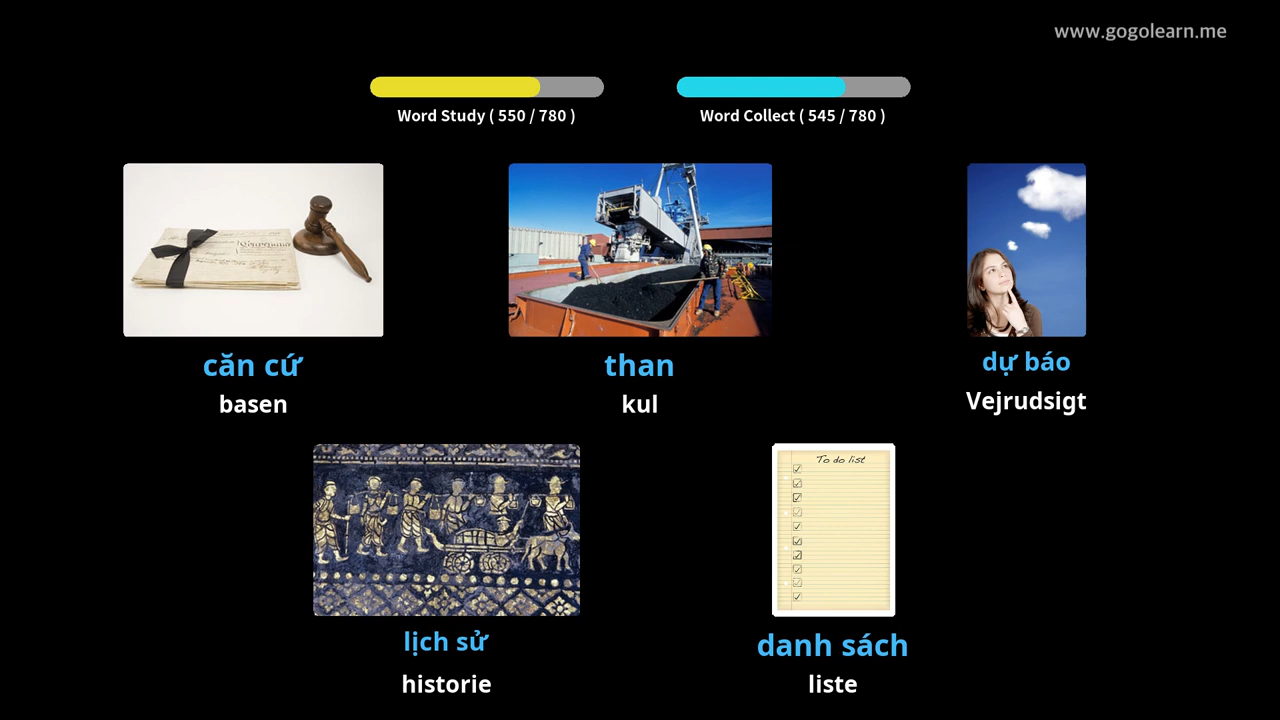 www.gogolearn.me
Word Study ( 550 / 780 )
Word Collect ( 545 / 780 )
căn cứ
basen
than
kul
dự báo
Vejrudsigt
To do list
lịch sử
historie
danh sách
liste